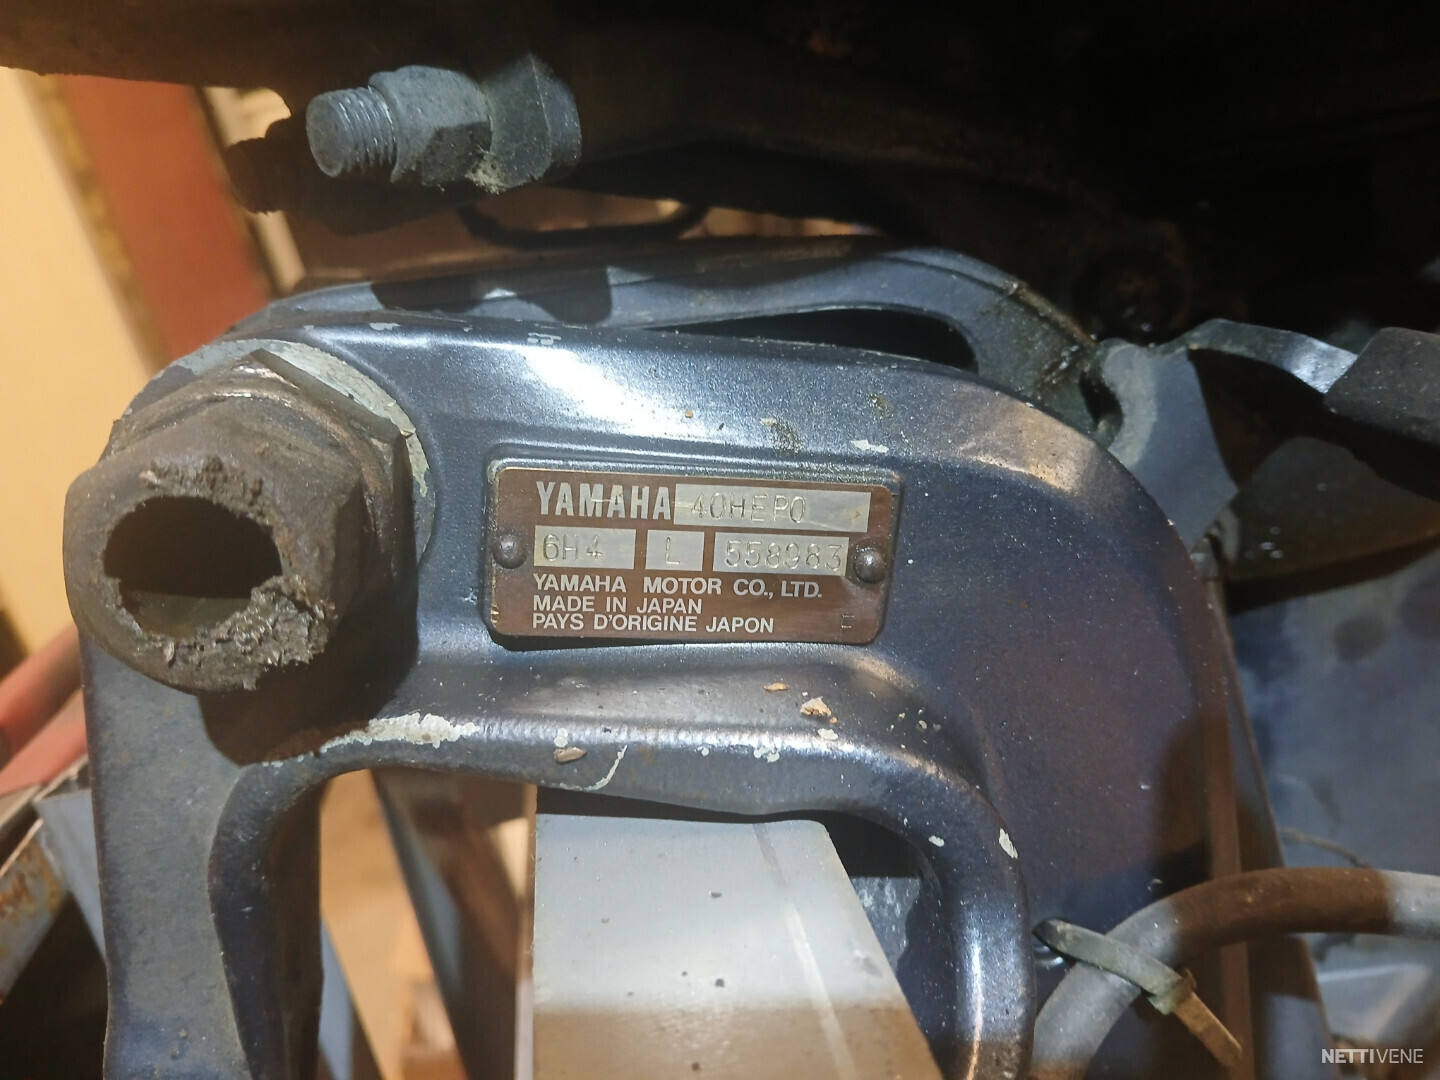 YAMAHA 40HEPO
6H4 L 558983
YAMAHA MOTOR CO., LTD.
MADE IN JAPAN
PAYS D'ORIGINE JAPON E
NETTIVENE